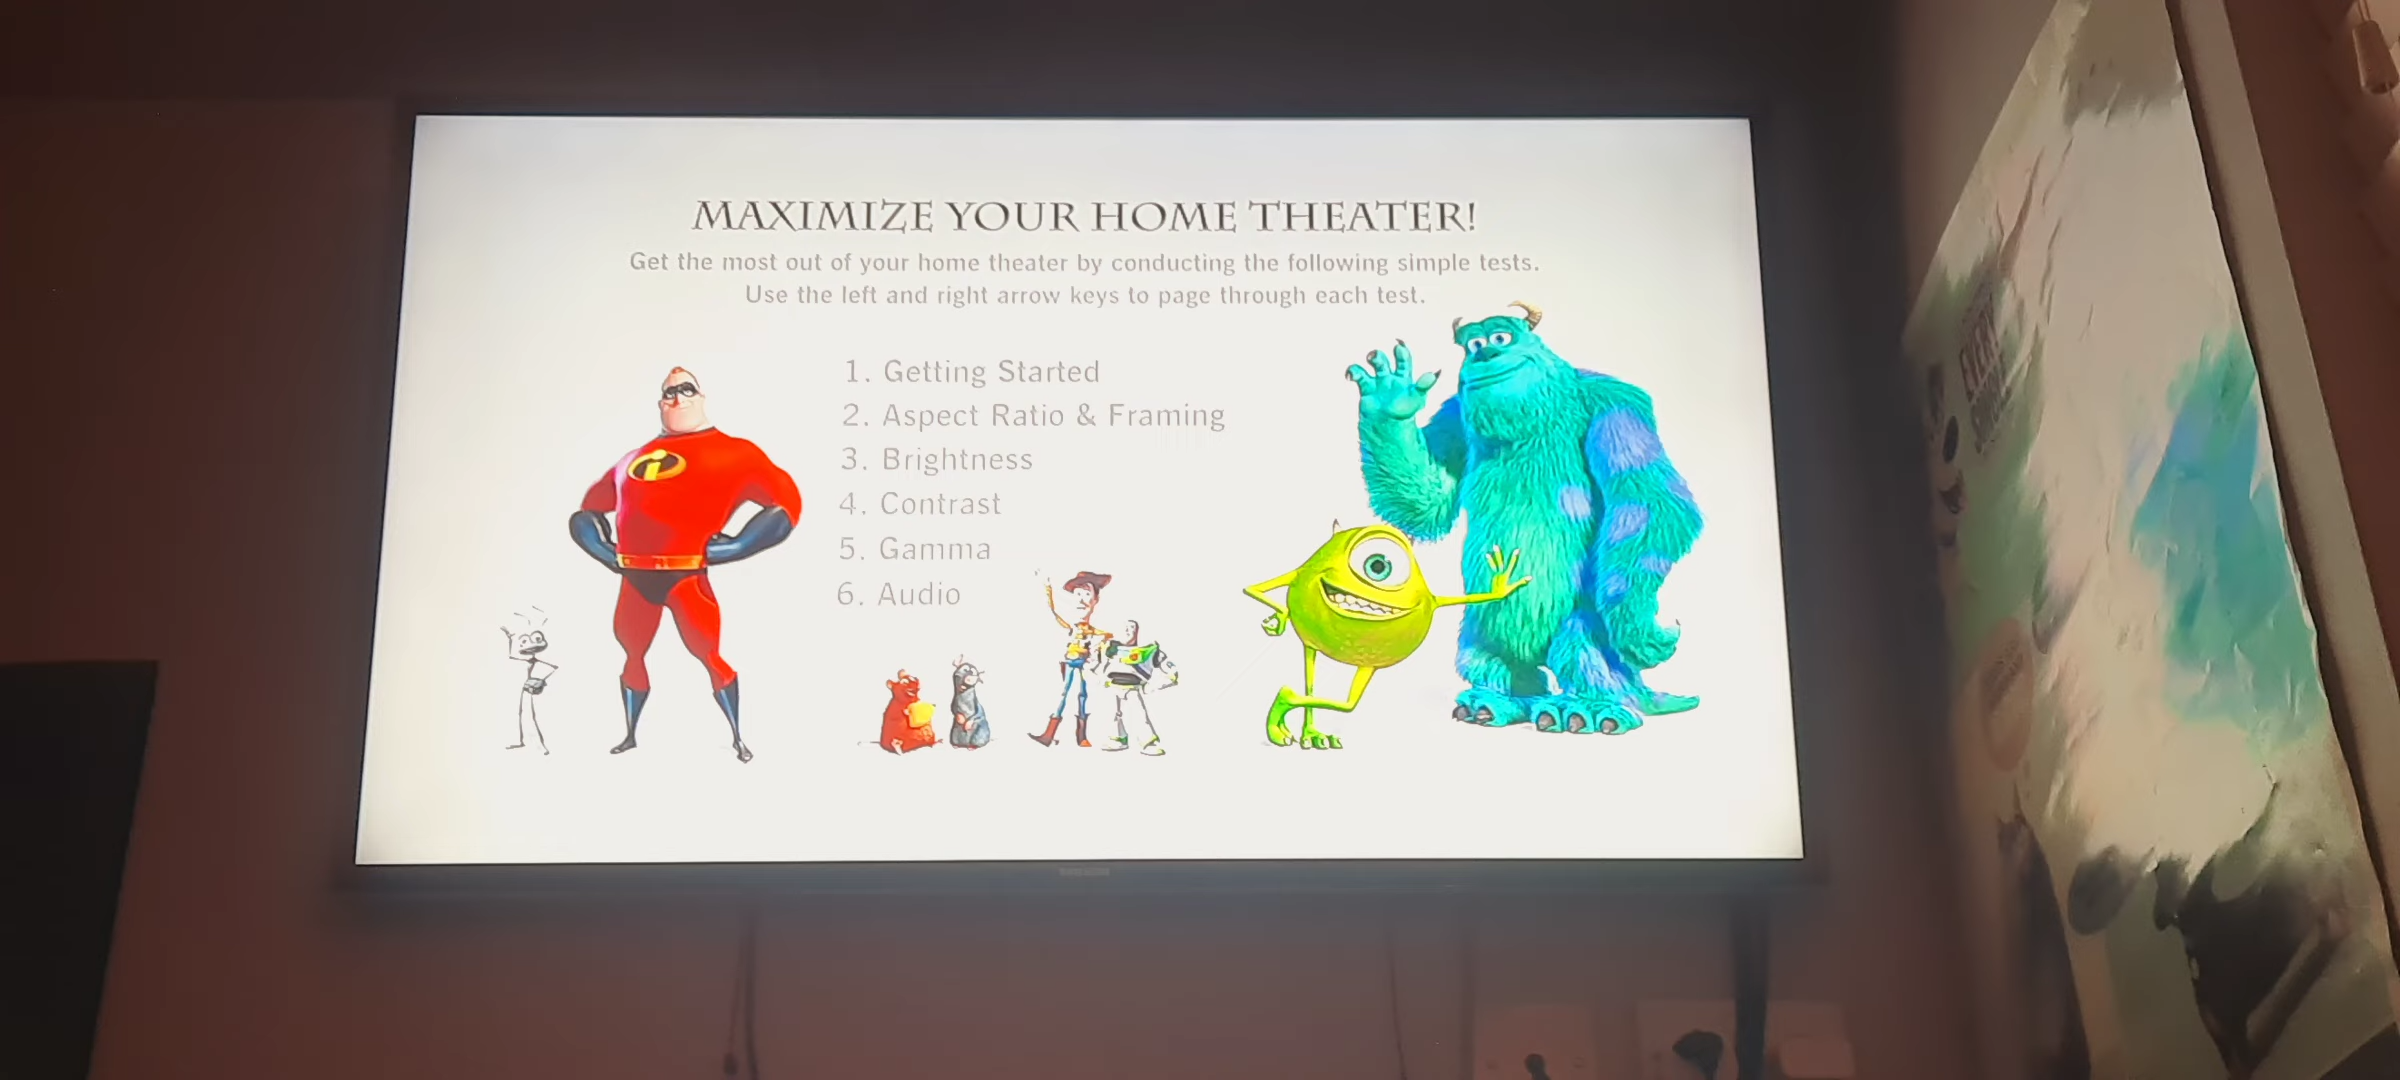 MAXIMIZE YOUR HOME THEATER!
Get the most out of your home theater by conducting the following simple tests.
Use the left and right arrow keys to page through each test.
1. Getting Started
2. Aspect Ratio & Framing
3. Brightness
4. Contrast
5. Gamma
6. Audio
i
EVERY